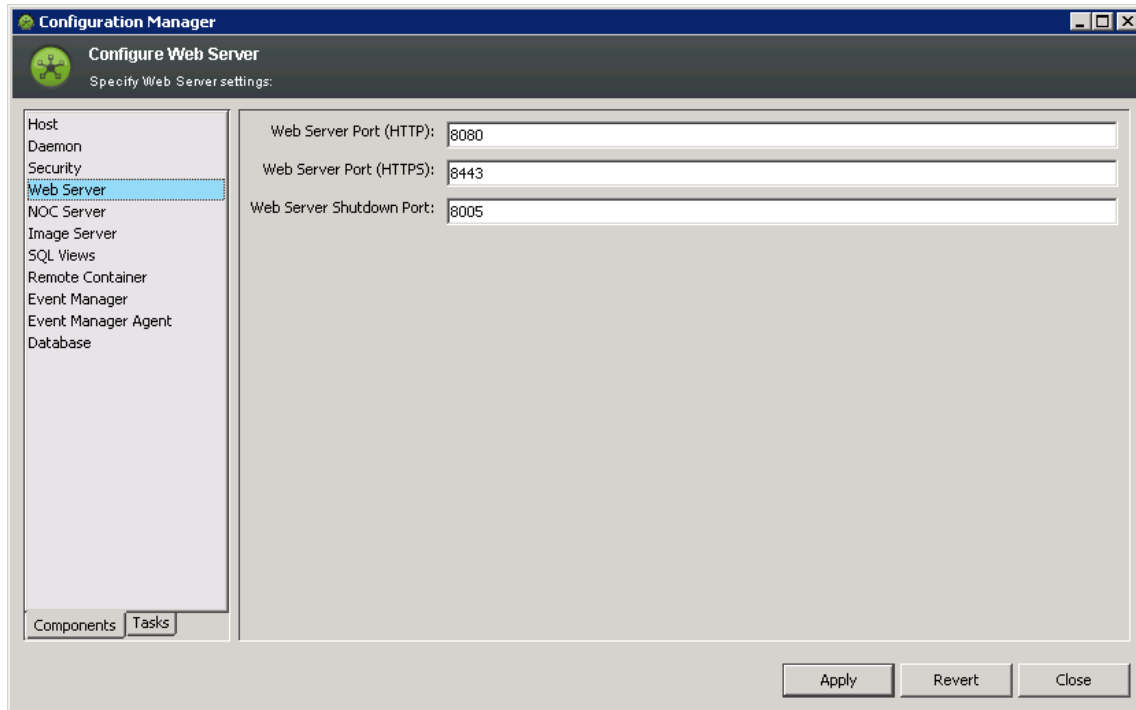 Configuration Manager
Configure Web Server
Specify Web Server settings:
Host
Daemon
Security
Web Server
NOC Server
Image Server
SQL Views
Remote Container
Event Manager
Event Manager Agent
Database
Components Tasks
Web Server Port (HTTP): 8080
Web Server Port (HTTPS): 8443
Web Server Shutdown Port: 8005
Apply Revert Close